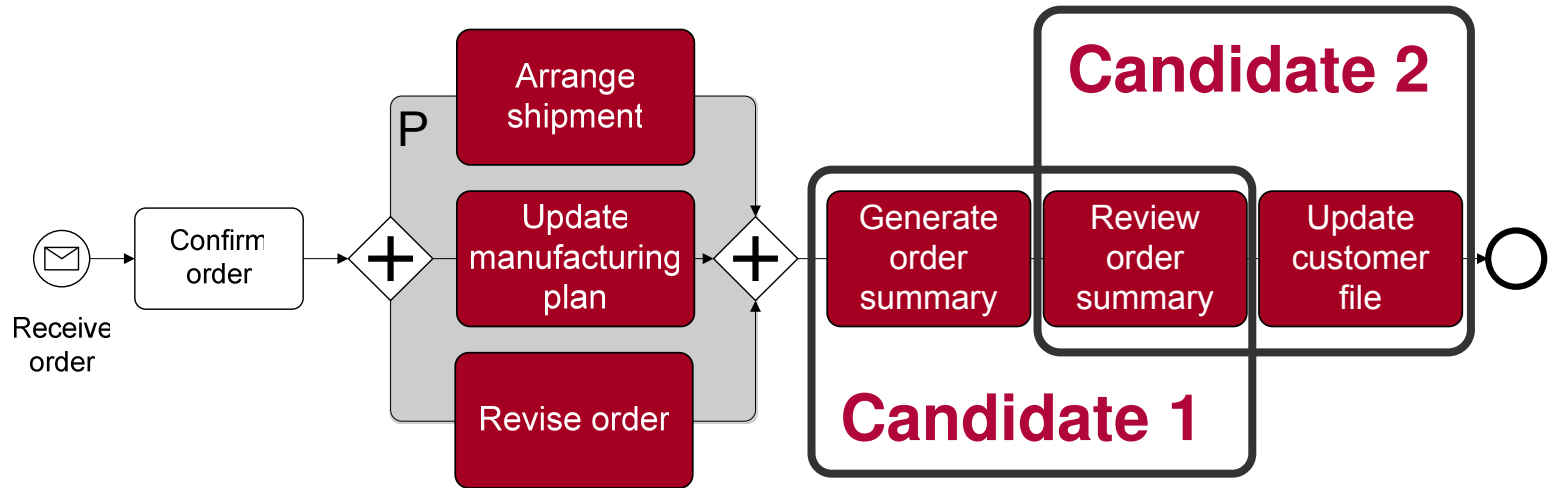 Receive
order
Confirm
order
P
Arrange
shipment
Update
manufacturing
plan
Revise order
Generate
order
summary
Review
order
summary
Update
customer
file
Candidate 2
Candidate 1